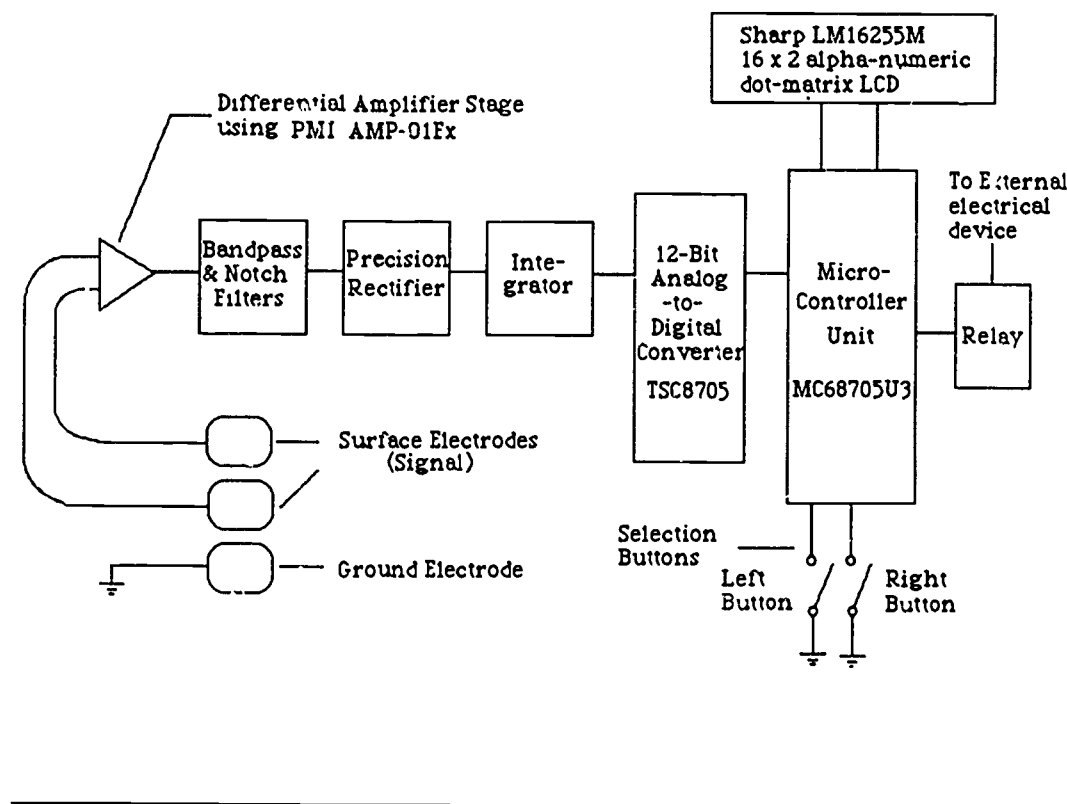 Sharp LM16255M
16 x 2 alpha-numeric
dot-matrix LCD
Differential Amplifier Stage
using PMI AMP-01Fx
To External
electrical
device
Bandpass
& Notch
Filters
Precision
Rectifier
Inte-
grator
12-Bit
Analog
-to-
Digital
Converter
TSC8705
Micro-
Controller
Unit
MC68705U3
Relay
Surface Electrodes
(Signal)
Ground Electrode
Selection
Buttons
Left
Button
Right
Button